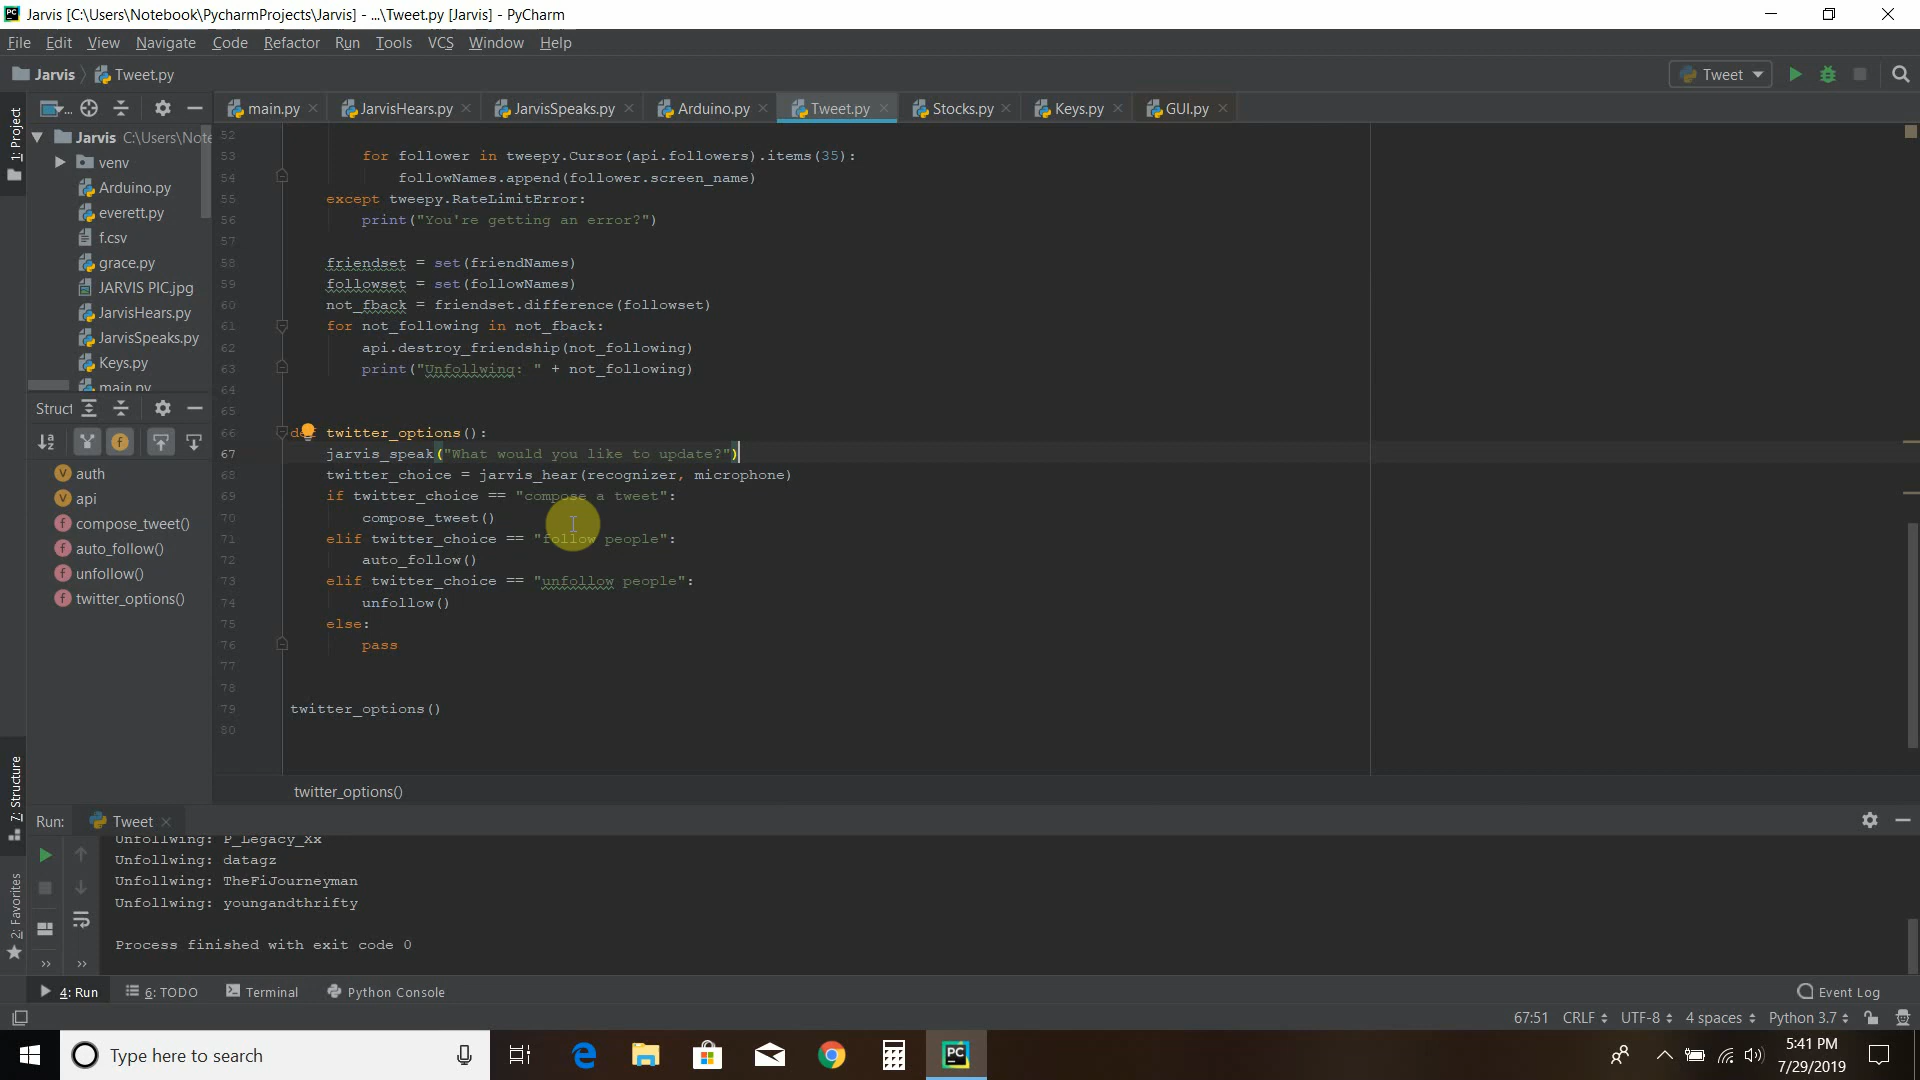 Jarvis [C:\Users\Notebook\PycharmProjects\Jarvis] - ...\Tweet.py [Jarvis] - PyCharm
File Edit View Navigate Code Refactor Run Tools VCS Window Help
Jarvis Tweet.py
Tweet
1: Project
main.py JarvisHears.py JarvisSpeaks.py Arduino.py Tweet.py Stocks.py Keys.py GUI.py
Jarvis C:\Users\Note
venv
Arduino.py
everett.py
f.csv
grace.py
JARVIS PIC.jpg
JarvisHears.py
JarvisSpeaks.py
Keys.py
main.py
Struct
auth
api
compose_tweet()
auto_follow()
unfollow()
twitter_options()
7: Structure
2: Favorites
52
53 for follower in tweepy.Cursor(api.followers).items(35):
54 followNames.append(follower.screen_name)
55 except tweepy.RateLimitError:
56 print("You're getting an error?")
57
58 friendset = set(friendNames)
59 followset = set(followNames)
60 not_fback = friendset.difference(followset)
61 for not_following in not_fback:
62 api.destroy_friendship(not_following)
63 print("Unfollwing: " + not_following)
64
65
66 def twitter_options():
67 jarvis_speak("What would you like to update?")
68 twitter_choice = jarvis_hear(recognizer, microphone)
69 if twitter_choice == "compose a tweet":
70 compose_tweet()
71 elif twitter_choice == "follow people":
72 auto_follow()
73 elif twitter_choice == "unfollow people":
74 unfollow()
75 else:
76 pass
77
78
79 twitter_options()
80
twitter_options()
Run: Tweet
Unfollwing: P_Legacy_Xx
Unfollwing: datagz
Unfollwing: TheFiJourneyman
Unfollwing: youngandthrifty
Process finished with exit code 0
4: Run 6: TODO Terminal Python Console Event Log
67:51 CRLF UTF-8 4 spaces Python 3.7
Type here to search
PC
5:41 PM
7/29/2019